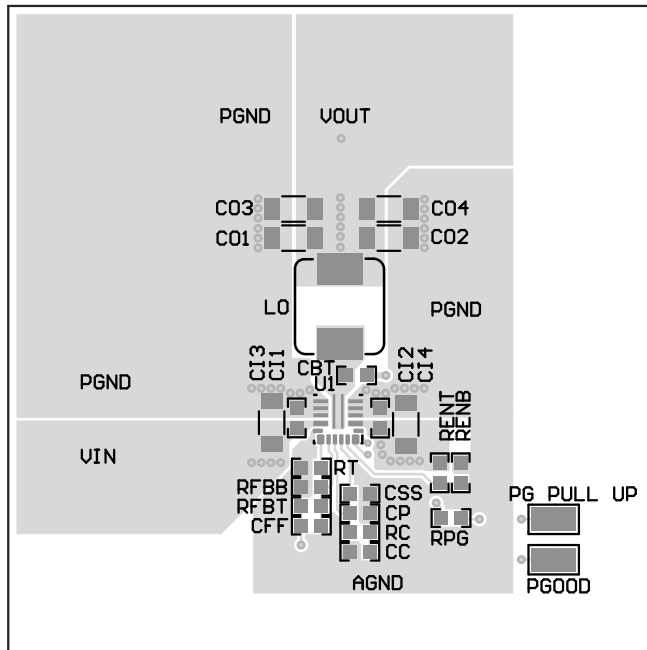 PGND VOUT
CO3 CO4
CO1 CO2
LO PGND
CI3
CI1
CBT
U1
CI2
CI4
PGND
RENT
RENB
VIN
RT
RFBB
CSS
PG PULL UP
RFBT
CP
CFF
RC
RPG
CC
AGND
PGOOD